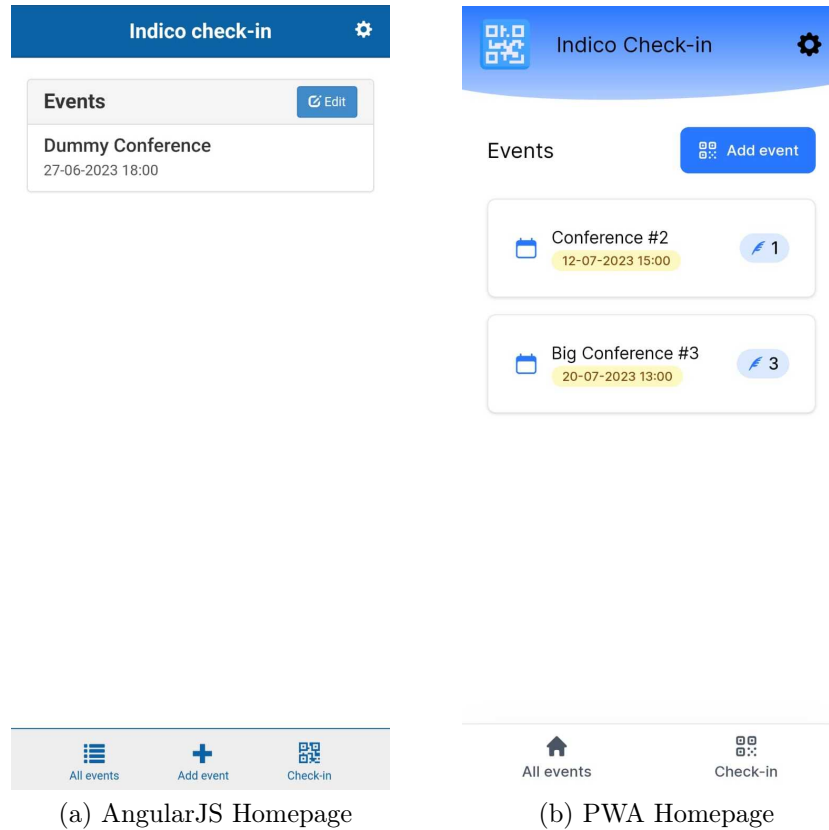 Indico check-in
Events
Edit
Dummy Conference
27-06-2023 18:00
All events
Add event
Check-in
(a) AngularJS Homepage
Indico Check-in
Events
Add event
Conference #2
12-07-2023 15:00
1
Big Conference #3
20-07-2023 13:00
3
All events
Check-in
(b) PWA Homepage